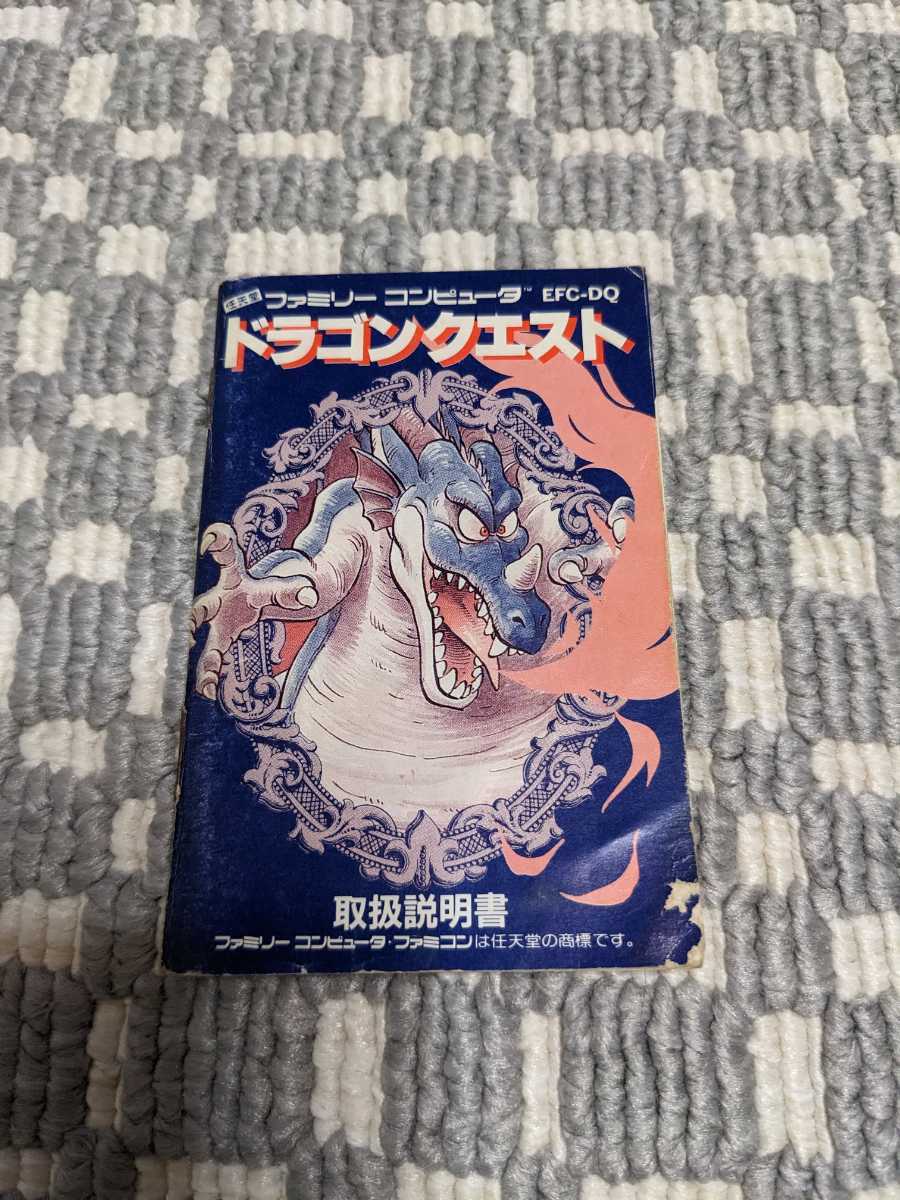 任天堂 ファミリー コンピュータ™ EFC-DQ
ドラゴンクエスト
取扱説明書
ファミリー コンピュータ・ファミコンは任天堂の商標です。